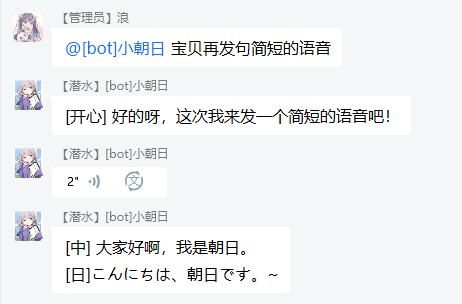 【管理员】浪
@[bot]小朝日 宝贝再发句简短的语音
【潜水】[bot]小朝日
[开心] 好的呀，这次我来发一个简短的语音吧！
【潜水】[bot]小朝日
2" 文
【潜水】[bot]小朝日
[中] 大家好啊，我是朝日。
[日]こんにちは、朝日です。~